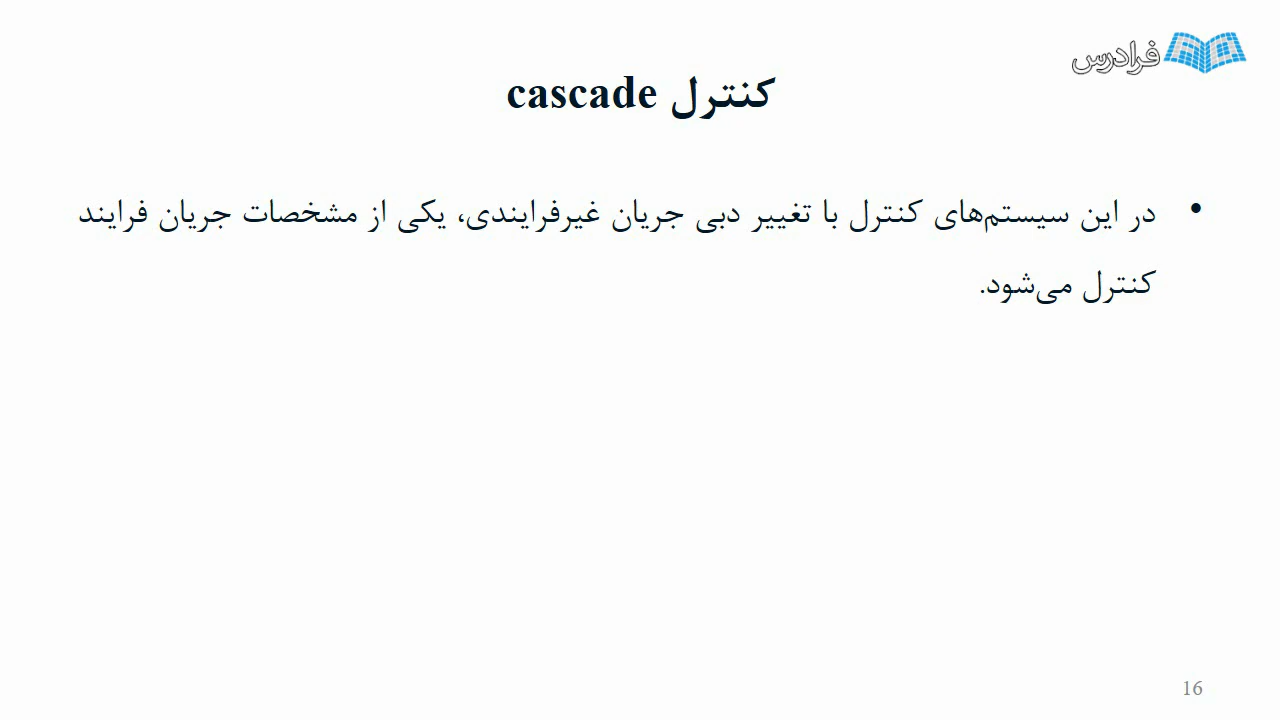 فرادرس
کنترل cascade
• در این سیستم‌های کنترل با تغییر دبی جریان غیرفرایندی، یکی از مشخصات جریان فرایند
کنترل می‌شود.
16